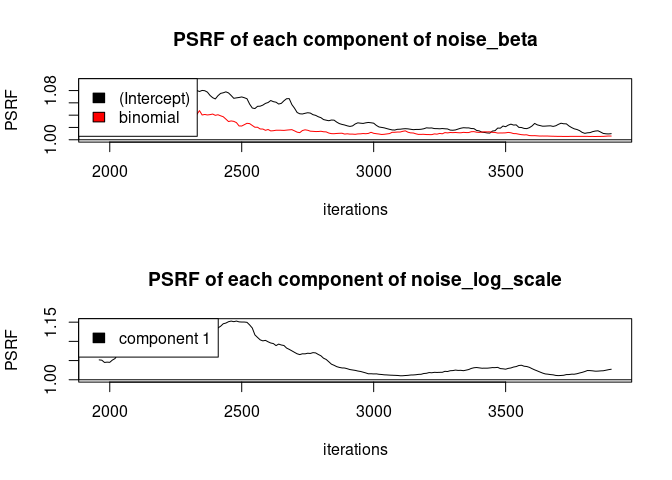 PSRF of each component of noise_beta
PSRF
1.00 1.08
(Intercept)
binomial
2000 2500 3000 3500
iterations
PSRF of each component of noise_log_scale
PSRF
1.00 1.15
component 1
2000 2500 3000 3500
iterations